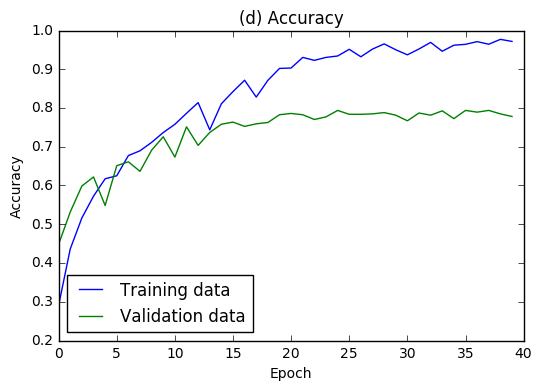 (d) Accuracy
1.0
0.9
0.8
0.7
0.6
0.5
0.4
0.3
0.2
Accuracy
Training data
Validation data
0 5 10 15 20 25 30 35 40
Epoch